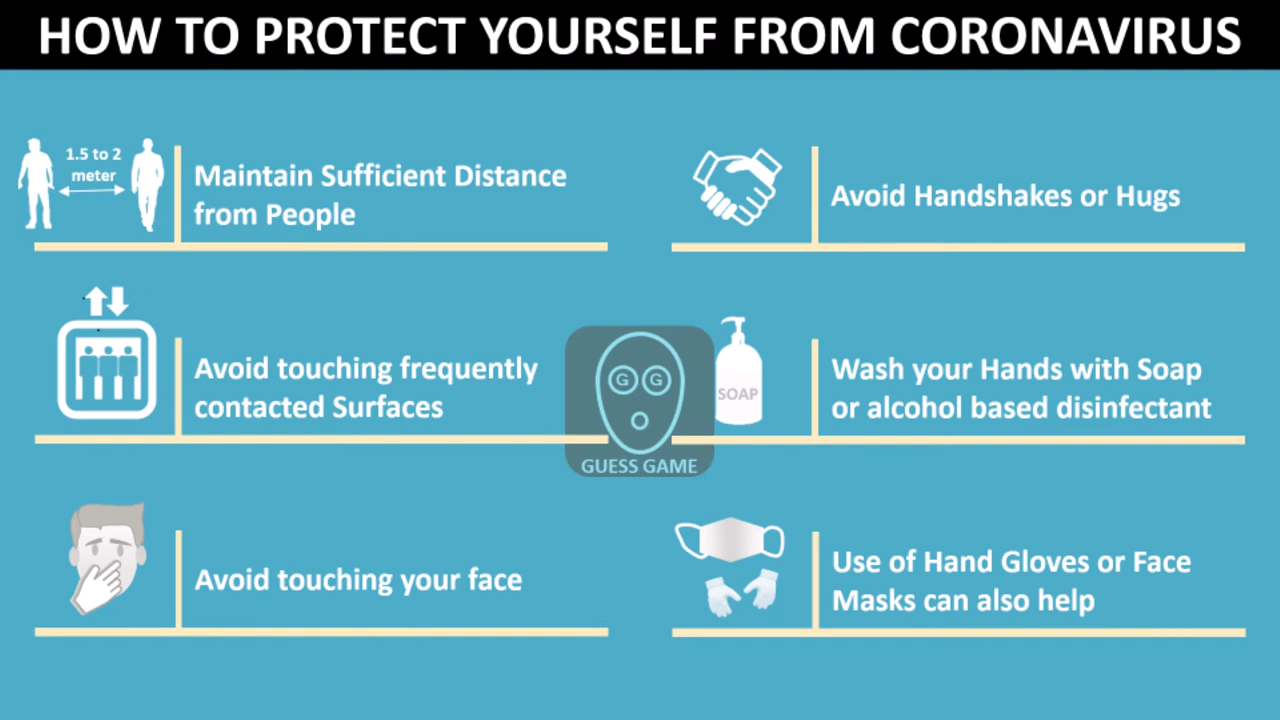 HOW TO PROTECT YOURSELF FROM CORONAVIRUS
1.5 to 2
meter
Maintain Sufficient Distance
from People
Avoid Handshakes or Hugs
Avoid touching frequently
contacted Surfaces
G G
GUESS GAME
SOAP
Wash your Hands with Soap
or alcohol based disinfectant
Avoid touching your face
Use of Hand Gloves or Face
Masks can also help